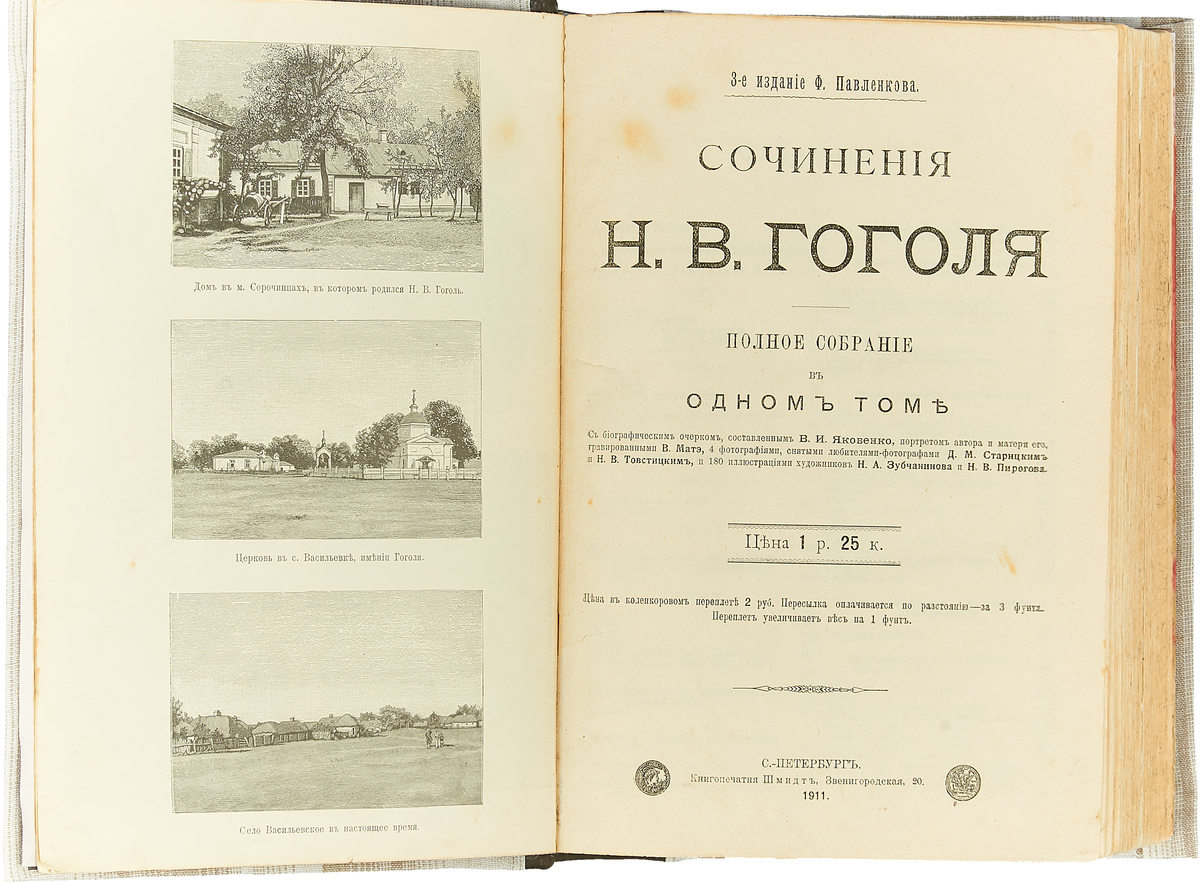 Домъ въ м. Сорочинцахъ, въ которомъ родился Н. В. Гоголь.
Церковь въ с. Васильевкѣ, имѣніи Гоголя.
Село Васильевское въ настоящее время.
3-е изданіе Ф. Павленкова.
СОЧИНЕНІЯ
Н. В. ГОГОЛЯ
ПОЛНОЕ СОБРАНІЕ
ВЪ
ОДНОМЪ ТОМѢ
Съ біографическимъ очеркомъ, составленнымъ В. И. Яковенко, портретомъ автора и матери его,
гравированными В. Матэ, 4 фотографіями, снятыми любителями-фотографами Д. М. Старицкимъ
и Н. В. Товстицкимъ, и 180 иллюстраціями художниковъ Н. А. Зубчанинова и Н. В. Пирогова.
Цѣна 1 р. 25 к.
Цѣна въ коленкоровомъ переплетѣ 2 руб. Пересылка оплачивается по разстоянію—за 3 фунта.
Переплетъ увеличиваетъ вѣсъ на 1 фунтъ.
С.-ПЕТЕРБУРГЪ.
Книгопечатня Шмидтъ, Звенигородская, 20.
1911.